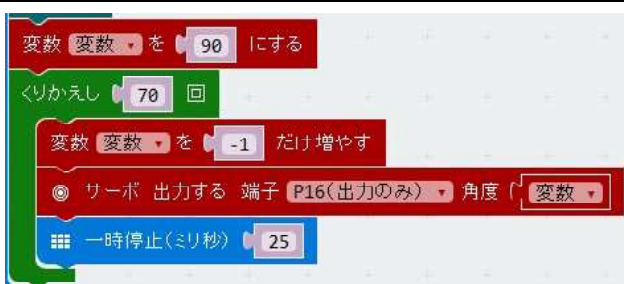 変数 変数 を 90 にする
くりかえし 70 回
変数 変数 を -1 だけ増やす
サーボ 出力する 端子 P16(出力のみ) 角度 変数
一時停止(ミリ秒) 25